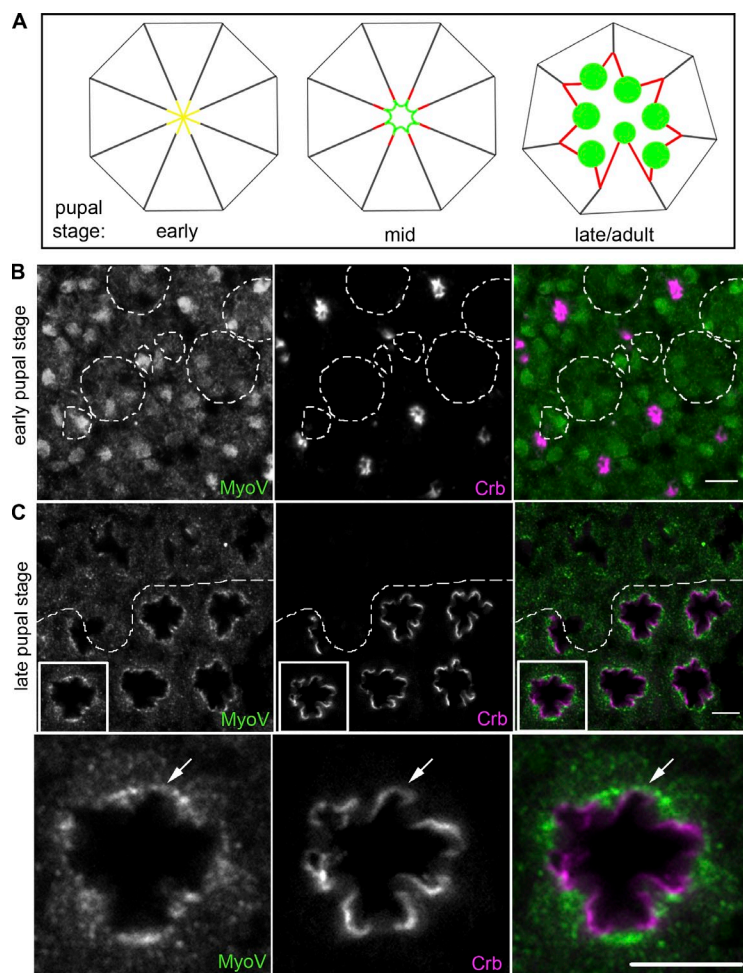 A
pupal
stage: early mid late/adult
B
early pupal stage
MyoV Crb
C
late pupal stage
MyoV Crb
MyoV Crb